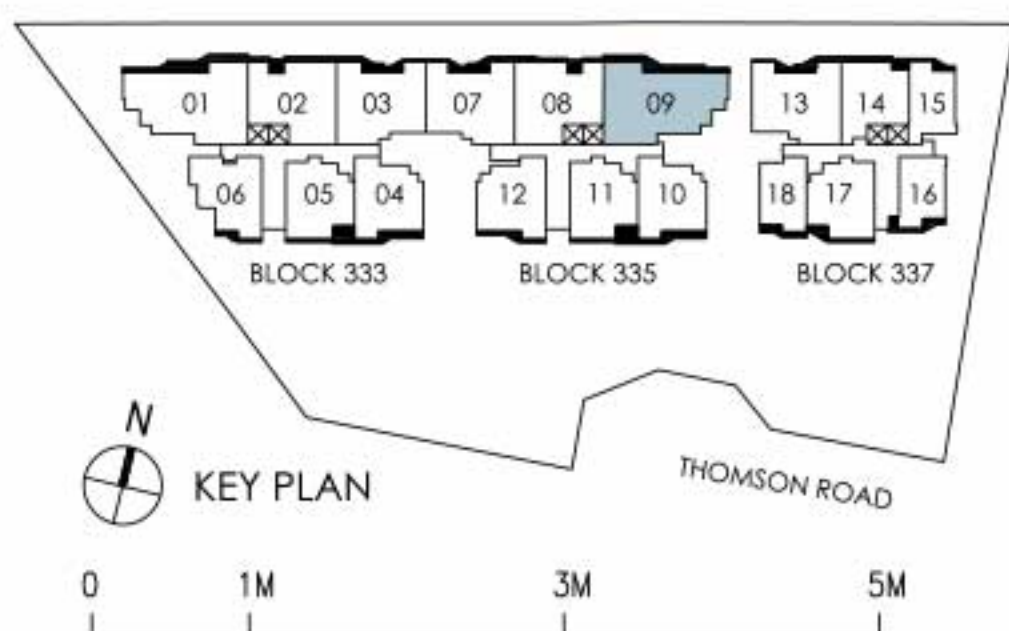 01 02 03 07 08 09 13 14 15
06 05 04 12 11 10 18 17 16
BLOCK 333 BLOCK 335 BLOCK 337
N
KEY PLAN
THOMSON ROAD
0 1M 3M 5M